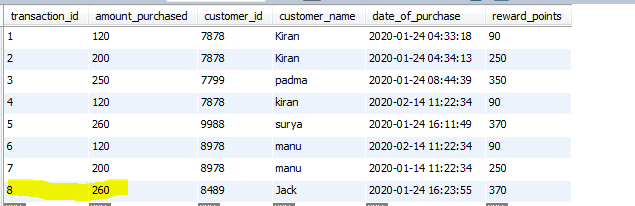 transaction_id amount_purchased customer_id customer_name date_of_purchase reward_points
1 120 7878 Kiran 2020-01-24 04:33:18 90
2 200 7878 Kiran 2020-01-24 04:34:13 250
3 250 7799 padma 2020-01-24 08:44:39 350
4 120 7878 kiran 2020-02-14 11:22:34 90
5 260 9988 surya 2020-01-24 16:11:49 370
6 120 8978 manu 2020-02-14 11:22:34 90
7 200 8978 manu 2020-01-14 11:22:34 250
8 260 8489 Jack 2020-01-24 16:23:55 370